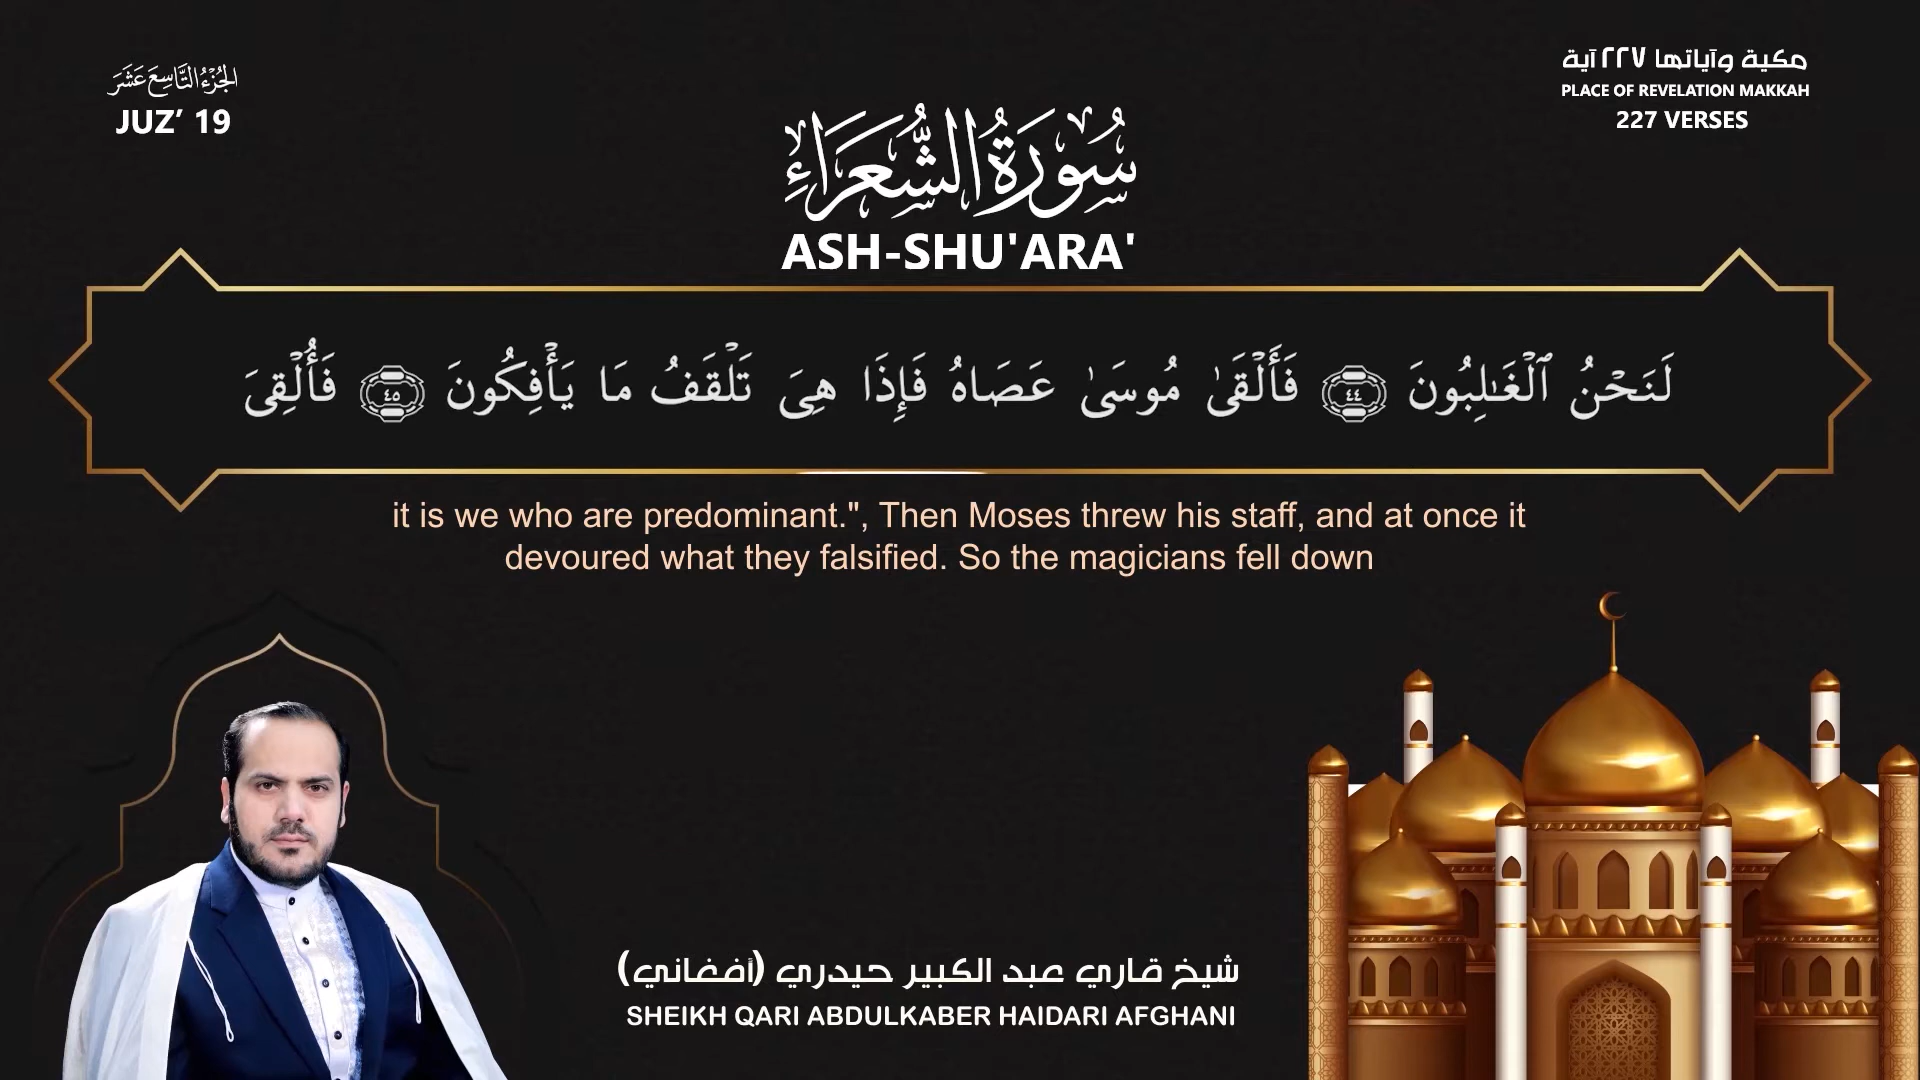 الجُزْءُ التَّاسِعَ عَشَرَ
JUZ’ 19
مكية وآياتها ٢٢٧ آية
PLACE OF REVELATION MAKKAH
227 VERSES
سُورَةُ الشُّعَرَاءِ
ASH-SHU'ARA'
لَنَحْنُ ٱلْغَـٰلِبُونَ ٤٤ فَأَلْقَىٰ مُوسَىٰ عَصَاهُ فَإِذَا هِىَ تَلْقَفُ مَا يَأْفِكُونَ ٤٥ فَأُلْقِىَ
it is we who are predominant.", Then Moses threw his staff, and at once it
devoured what they falsified. So the magicians fell down
شيخ قاري عبد الكبير حيدري (أفغاني)
SHEIKH QARI ABDULKABER HAIDARI AFGHANI